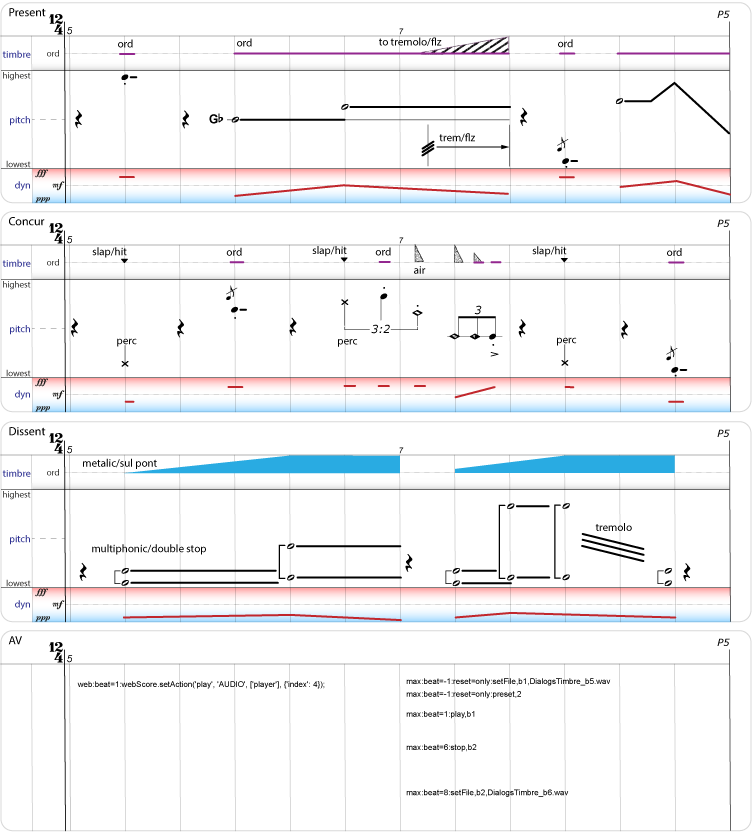 Present
P5
12
4
5
7
ord
ord
to tremolo/flz
ord
timbre
ord
highest
pitch
G♭
trem/flz
lowest
fff
dyn
mf
ppp
Concur
P5
12
4
5
7
slap/hit
ord
slap/hit
ord
slap/hit
ord
timbre
ord
air
highest
pitch
3:2
3
perc
perc
perc
lowest
fff
dyn
mf
ppp
Dissent
P5
12
4
5
7
metalic/sul pont
timbre
ord
highest
pitch
tremolo
multiphonic/double stop
lowest
fff
dyn
mf
ppp
AV
P5
12
4
5
web:beat=1:webScore.setAction('play', 'AUDIO', ['player'], {'index': 4});
7
max:beat=-1:reset=only:setFile,b1,DialogsTimbre_b5.wav
max:beat=-1:reset=only:preset,2
max:beat=1:play,b1
max:beat=6:stop,b2
max:beat=8:setFile,b2,DialogsTimbre_b6.wav